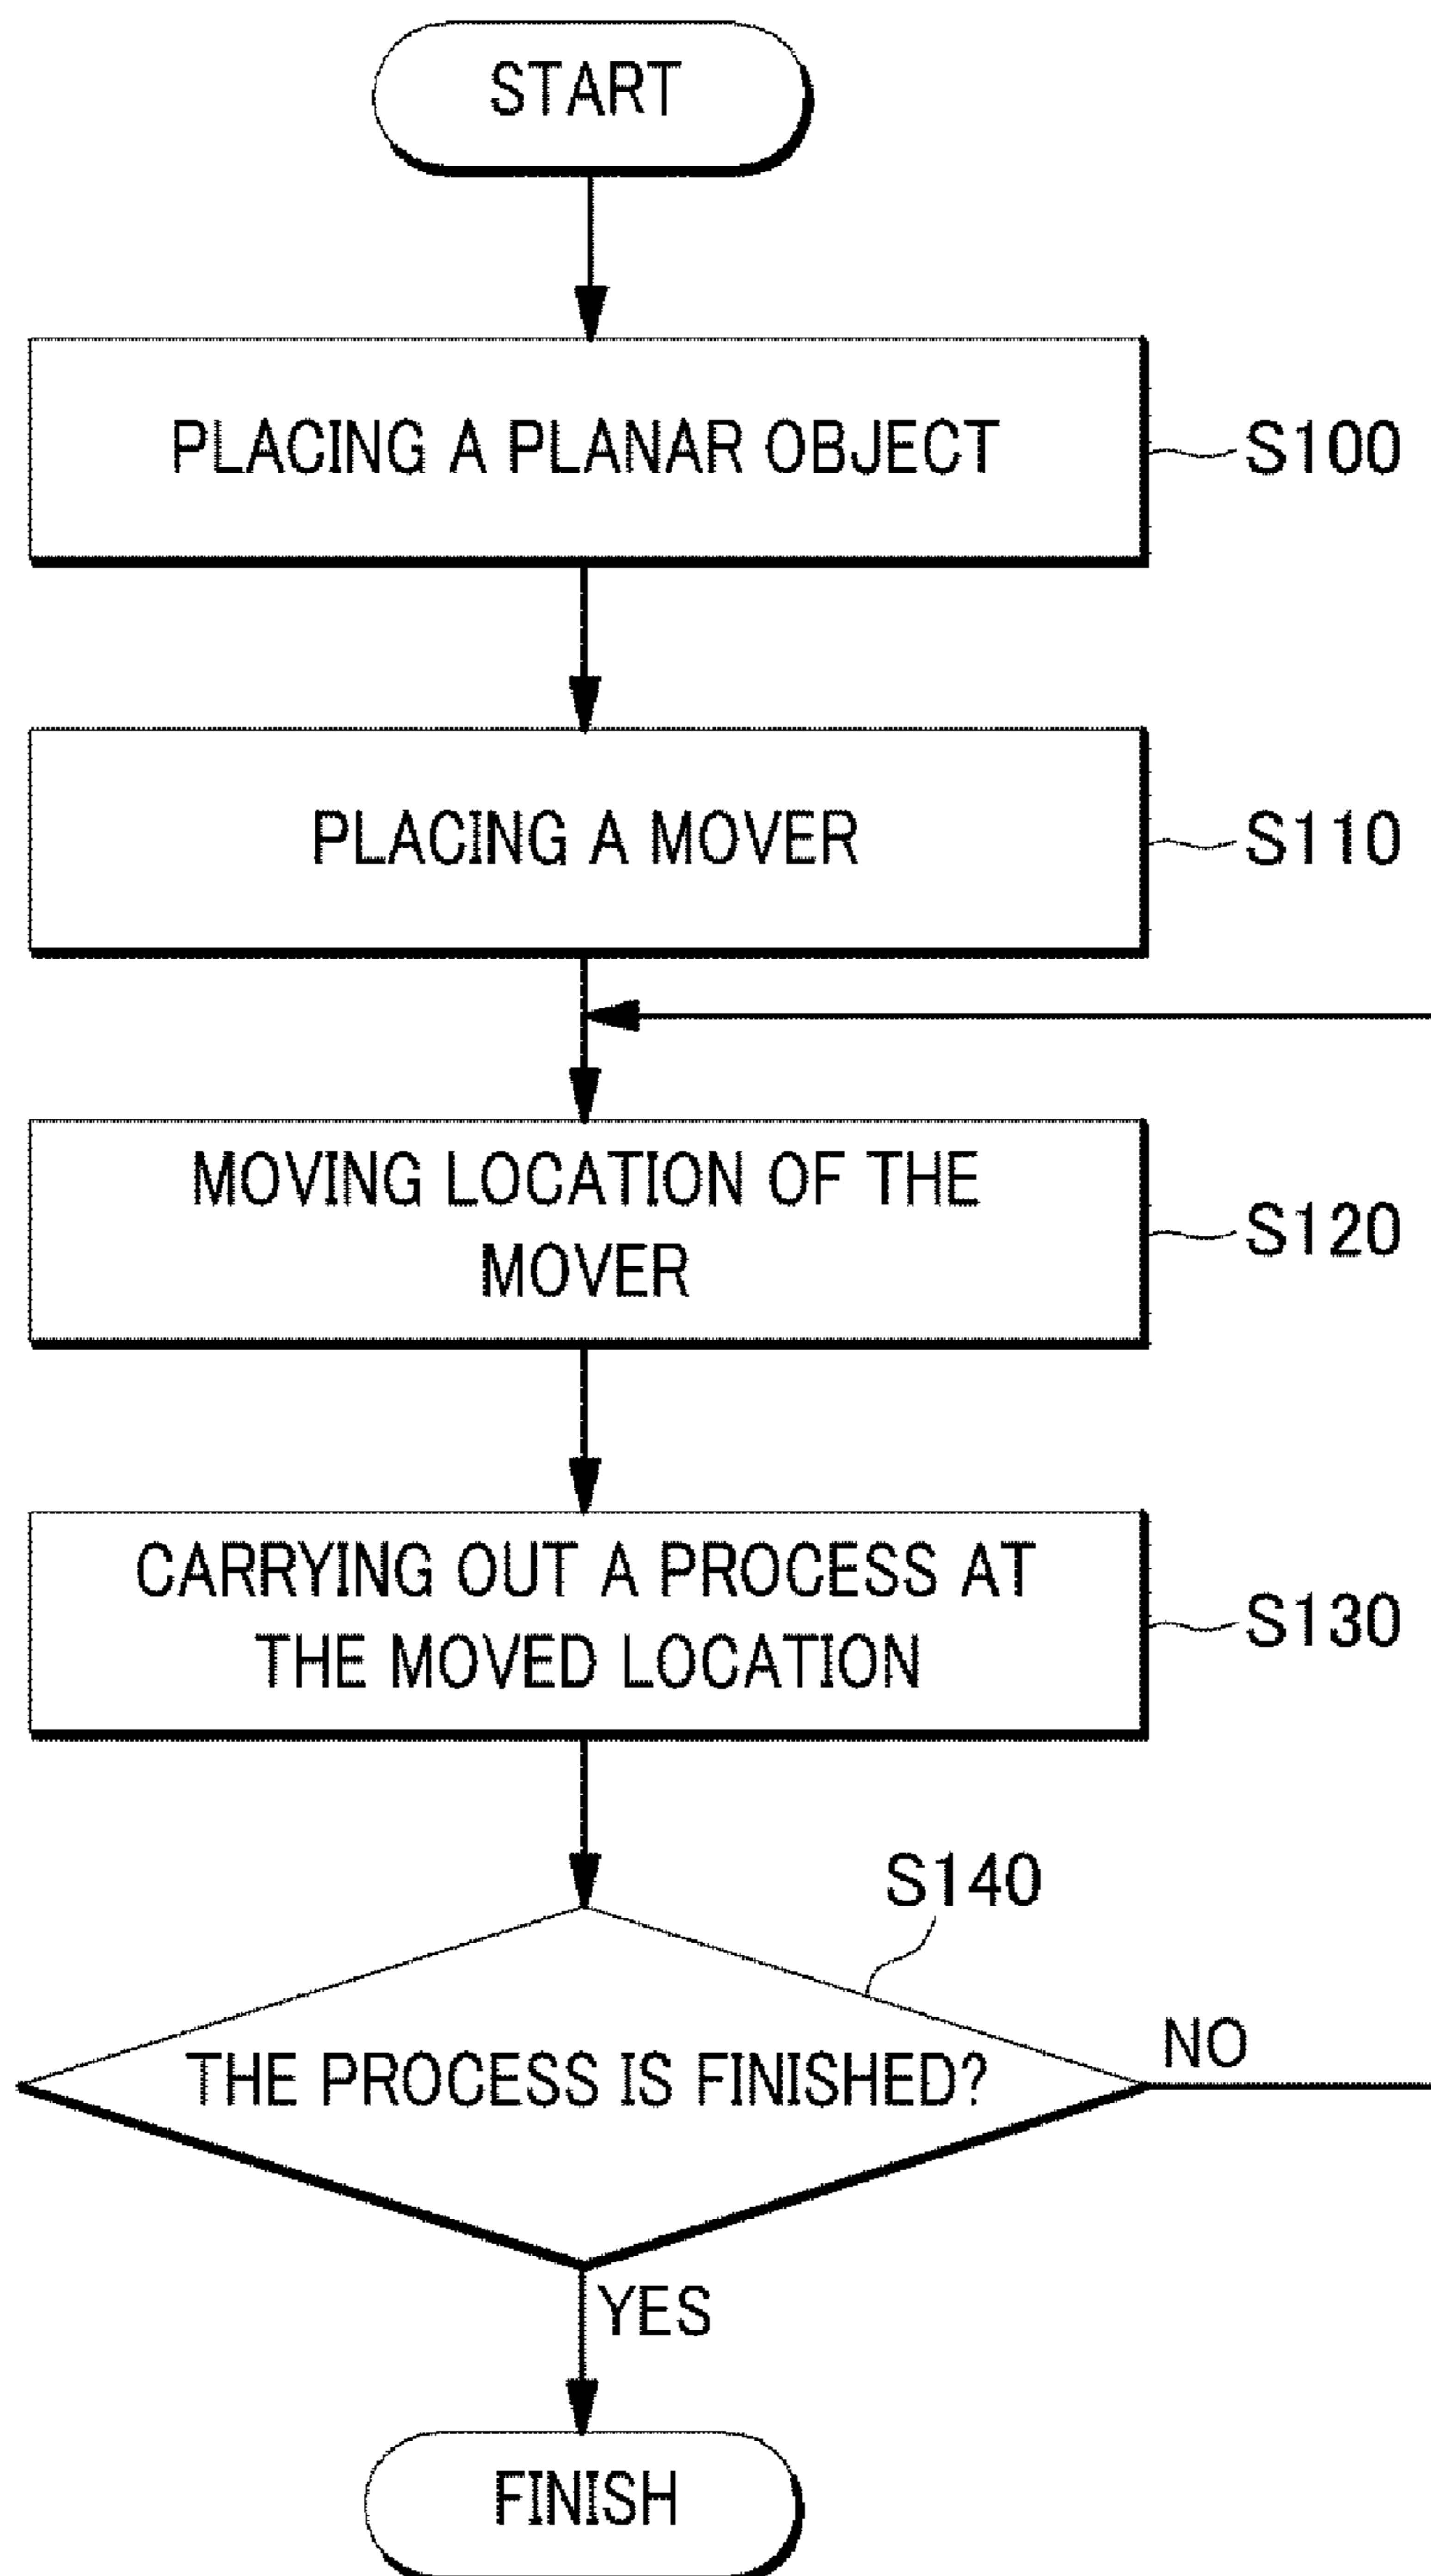 START
PLACING A PLANAR OBJECT
S100
PLACING A MOVER
S110
MOVING LOCATION OF THE
MOVER
S120
CARRYING OUT A PROCESS AT
THE MOVED LOCATION
S130
S140
THE PROCESS IS FINISHED?
NO
YES
FINISH